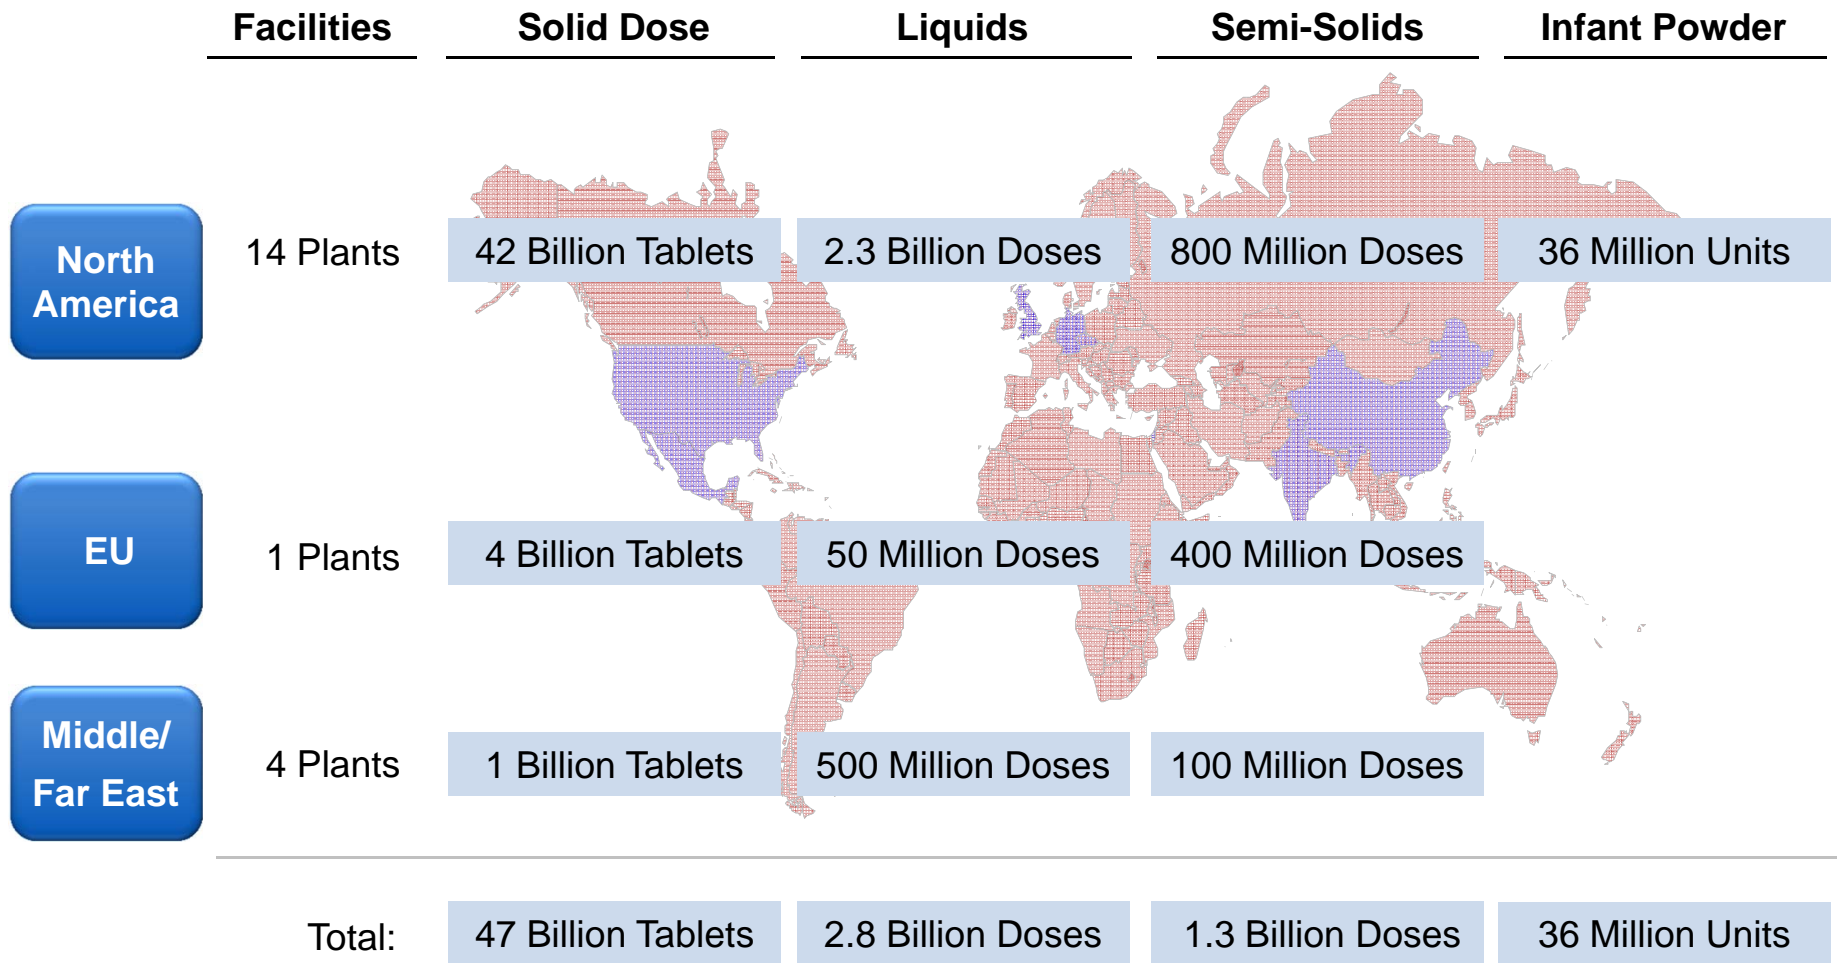 Facilities Solid Dose Liquids Semi-Solids Infant Powder
North
America
14 Plants 42 Billion Tablets 2.3 Billion Doses 800 Million Doses 36 Million Units
EU
1 Plants 4 Billion Tablets 50 Million Doses 400 Million Doses
Middle/
Far East
4 Plants 1 Billion Tablets 500 Million Doses 100 Million Doses
Total: 47 Billion Tablets 2.8 Billion Doses 1.3 Billion Doses 36 Million Units